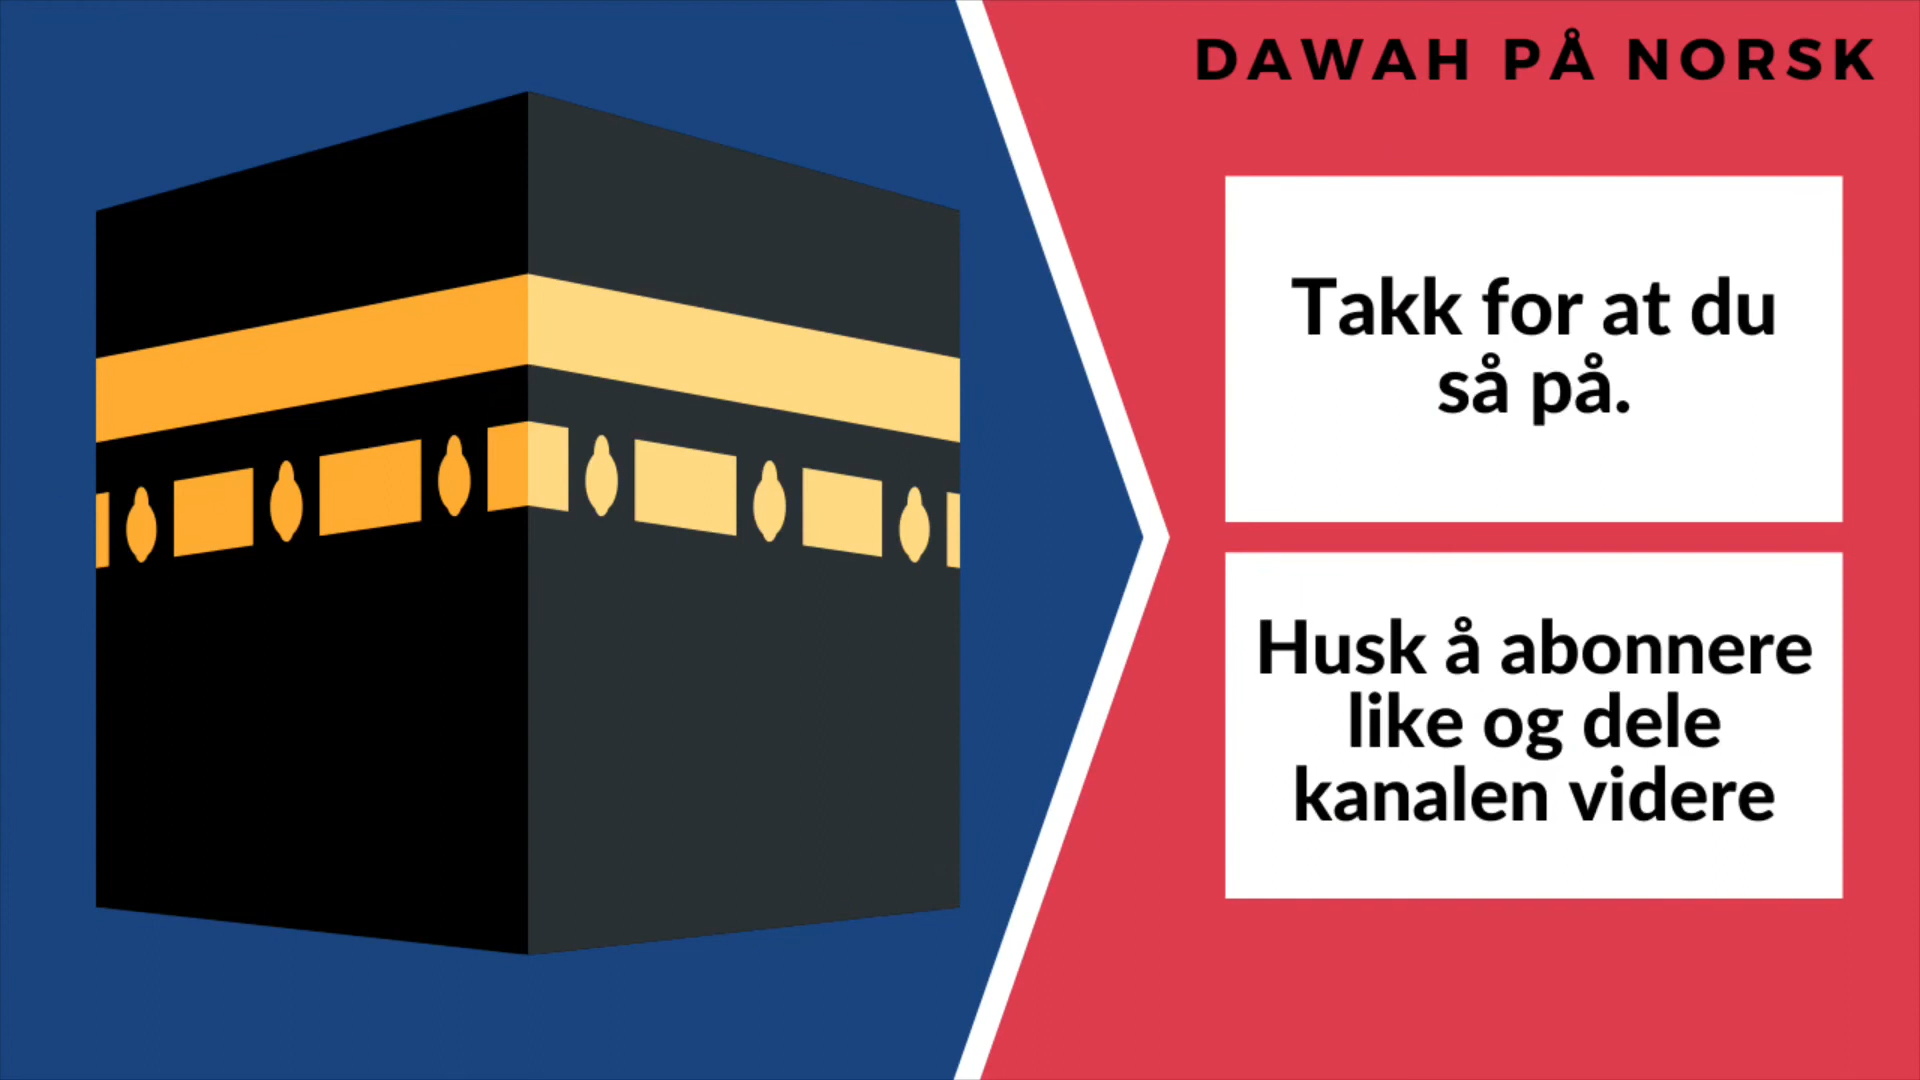 DAWAH PÅ NORSK
Takk for at du
så på.
Husk å abonnere
like og dele
kanalen videre